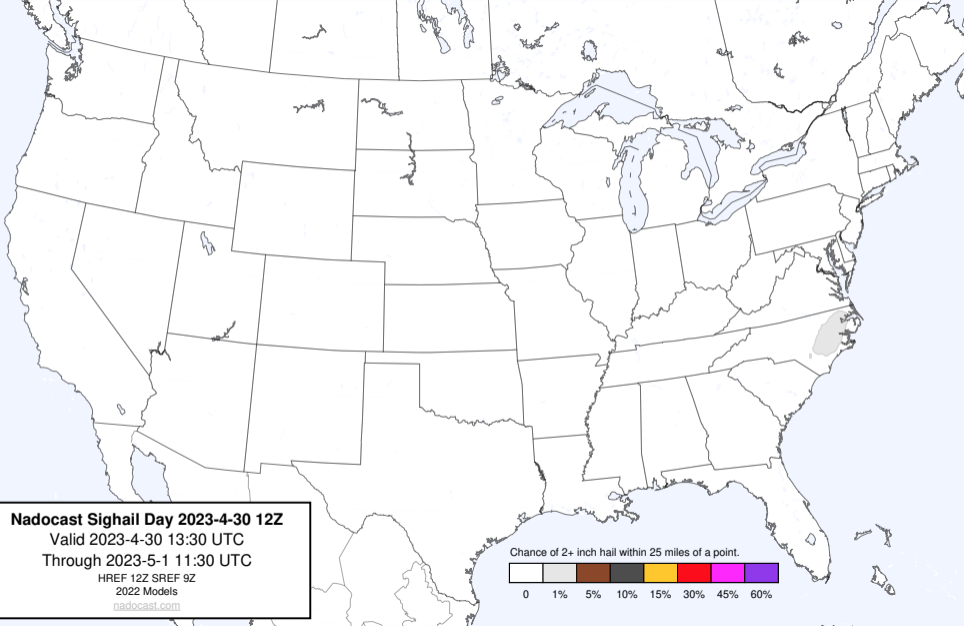 Nadocast Sighail Day 2023-4-30 12Z
Valid 2023-4-30 13:30 UTC
Through 2023-5-1 11:30 UTC
HREF 12Z SREF 9Z
2022 Models
nadocast.com
Chance of 2+ inch hail within 25 miles of a point.
0 1% 5% 10% 15% 30% 45% 60%